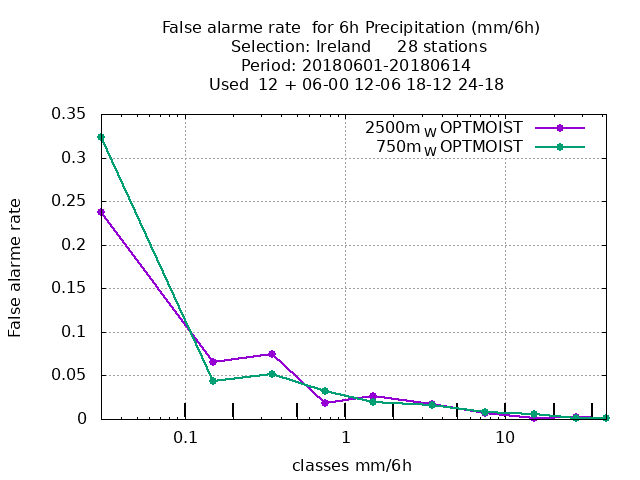 False alarme rate  for 6h Precipitation (mm/6h)
Selection: Ireland     28 stations
Period: 20180601-20180614
Used  12 + 06-00 12-06 18-12 24-18
2500m W OPTMOIST
750m W OPTMOIST
0.35
0.3
0.25
0.2
0.15
0.1
0.05
0
False alarme rate
0.1 1 10
classes mm/6h